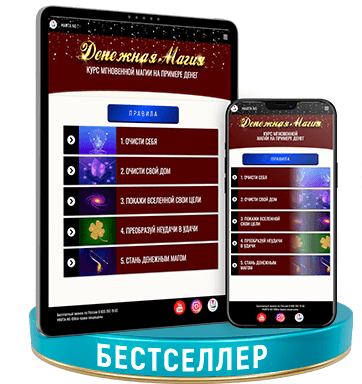 Денежная Магия
КУРС МГНОВЕННОЙ МАГИИ НА ПРИМЕРЕ ДЕНЕГ
ПРАВИЛА
1. ОЧИСТИ СЕБЯ
2. ОЧИСТИ СВОЙ ДОМ
3. ПОКАЖИ ВСЕЛЕННОЙ СВОИ ЦЕЛИ
4. ПРЕОБРАЗУЙ НЕУДАЧИ В УДАЧИ
5. СТАНЬ ДЕНЕЖНЫМ МАГОМ
Денежная Магия
КУРС МГНОВЕННОЙ
МАГИИ НА ПРИМЕРЕ ДЕНЕГ
ПРАВИЛА
1. ОЧИСТИ СЕБЯ
2. ОЧИСТИ СВОЙ ДОМ
3. ПОКАЖИ ВСЕЛЕННОЙ
СВОИ ЦЕЛИ
4. ПРЕОБРАЗУЙ НЕУДАЧИ
В УДАЧИ
5. СТАНЬ ДЕНЕЖНЫМ
МАГОМ
БЕСТСЕЛЛЕР